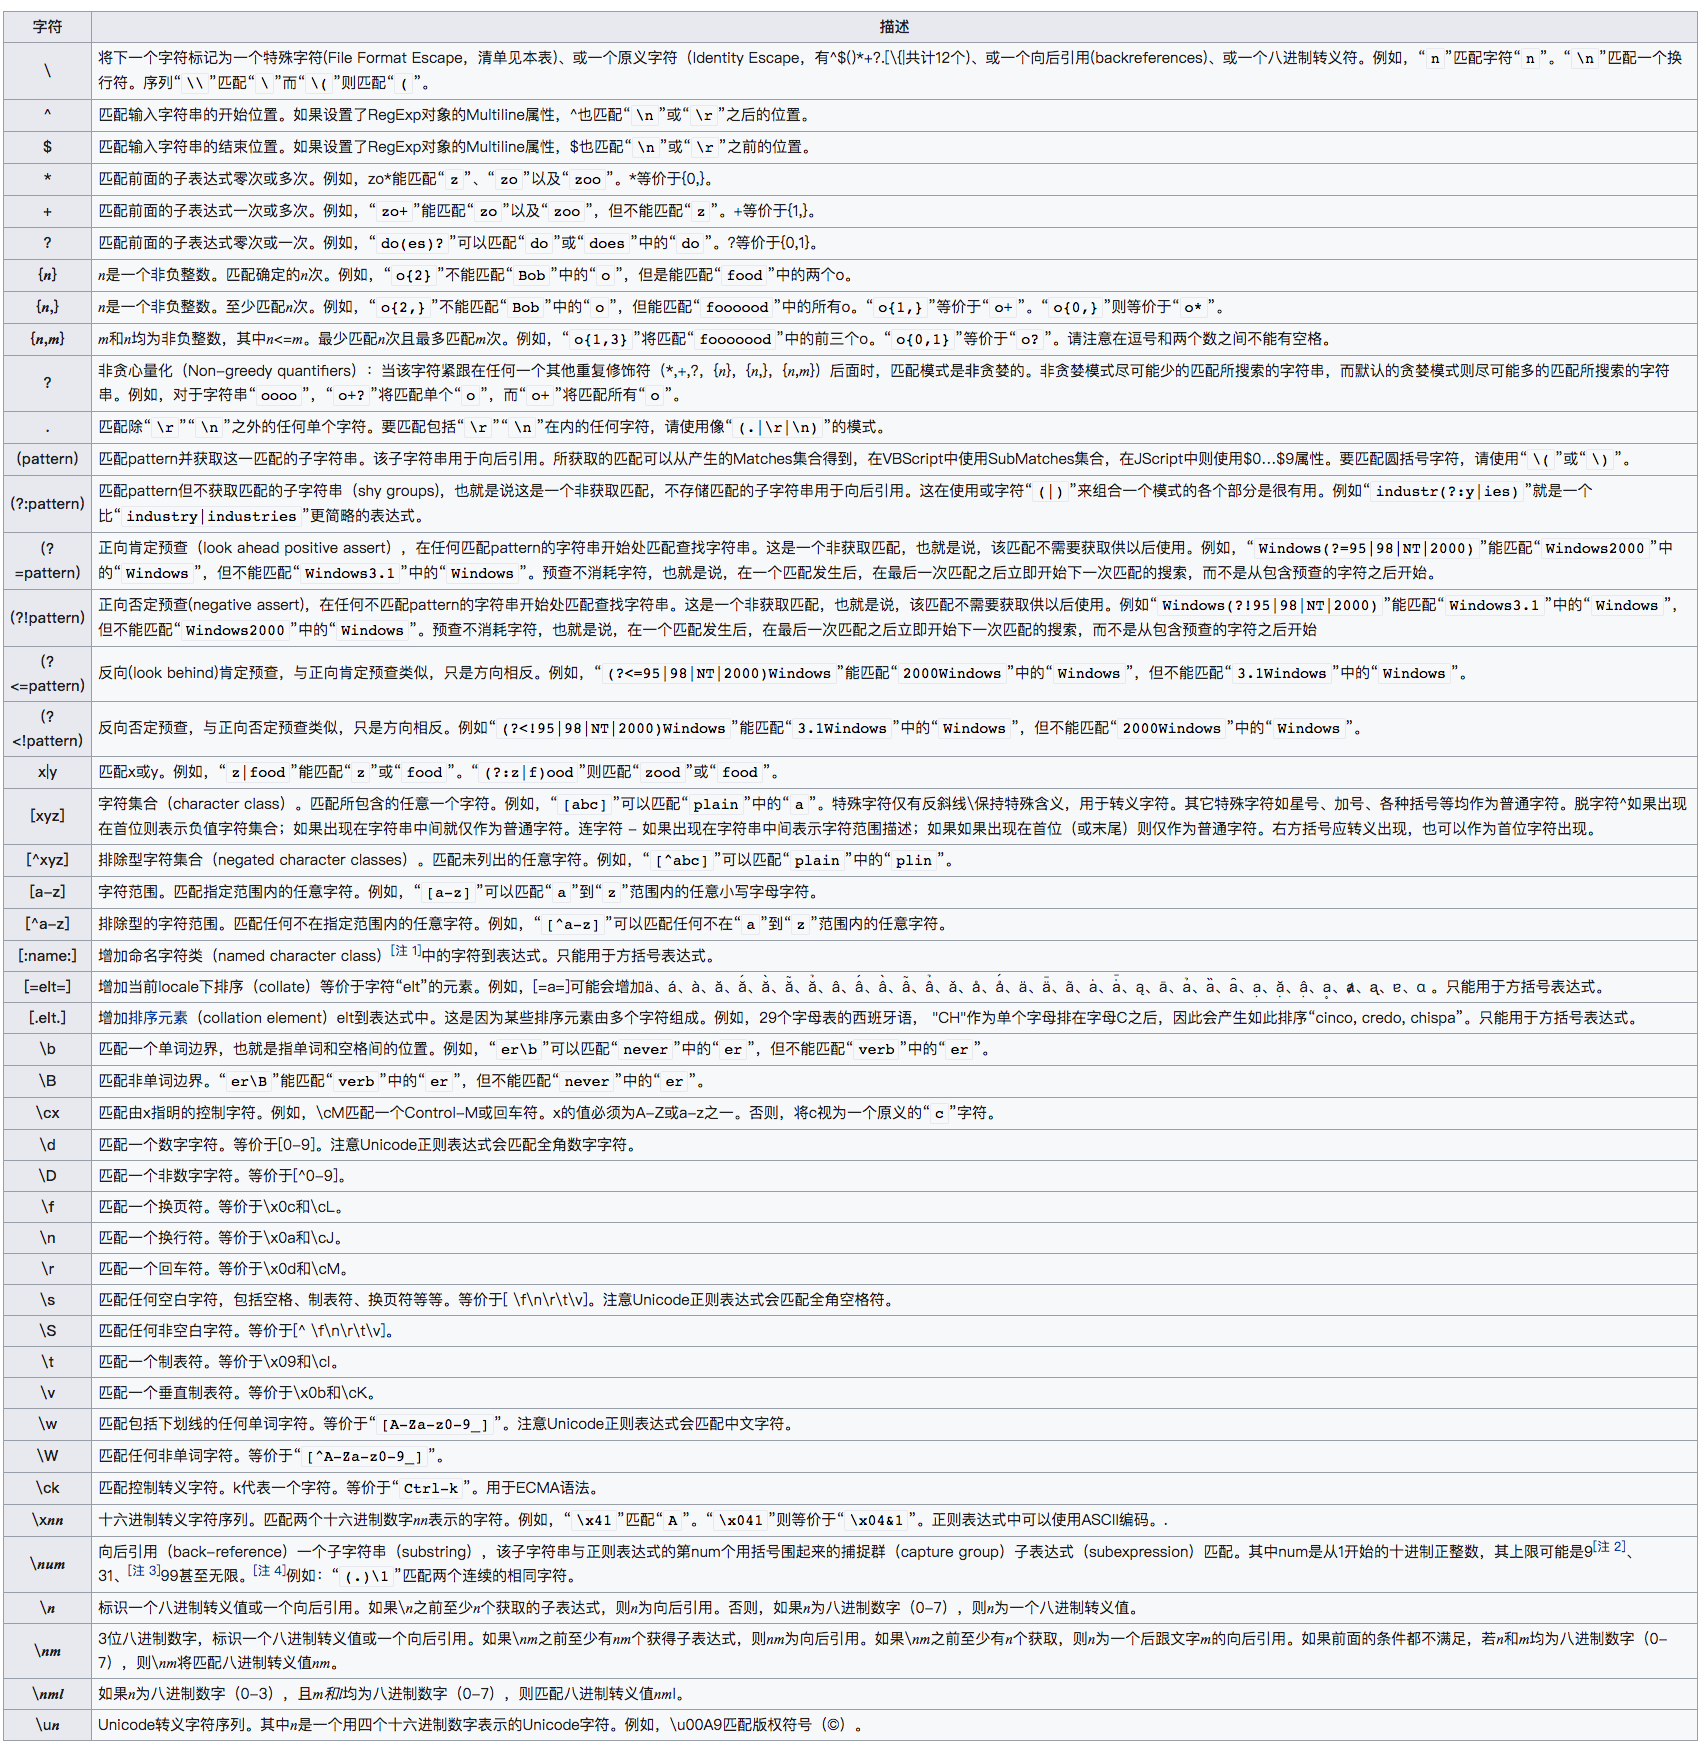 字符 描述
\ 将下一个字符标记为一个特殊字符(File Format Escape，清单见本表)、或一个原义字符（Identity Escape，有^$()*+?.[\{|共计12个)、或一个向后引用(backreferences)、或一个八进制转义符。例如，“n”匹配字符“n”。“\n”匹配一个换
行符。序列“\\”匹配“\”而“\(”则匹配“(”。
^ 匹配输入字符串的开始位置。如果设置了RegExp对象的Multiline属性，^也匹配“\n”或“\r”之后的位置。
$ 匹配输入字符串的结束位置。如果设置了RegExp对象的Multiline属性，$也匹配“\n”或“\r”之前的位置。
* 匹配前面的子表达式零次或多次。例如，zo*能匹配“z”、“zo”以及“zoo”。*等价于{0,}。
+ 匹配前面的子表达式一次或多次。例如，“zo+”能匹配“zo”以及“zoo”，但不能匹配“z”。+等价于{1,}。
? 匹配前面的子表达式零次或一次。例如，“do(es)?”可以匹配“do”或“does”中的“do”。?等价于{0,1}。
{n} n是一个非负整数。匹配确定的n次。例如，“o{2}”不能匹配“Bob”中的“o”，但是能匹配“food”中的两个o。
{n,} n是一个非负整数。至少匹配n次。例如，“o{2,}”不能匹配“Bob”中的“o”，但能匹配“foooood”中的所有o。“o{1,}”等价于“o+”。“o{0,}”则等价于“o*”。
{n,m} m和n均为非负整数，其中n<=m。最少匹配n次且最多匹配m次。例如，“o{1,3}”将匹配“fooooood”中的前三个o。“o{0,1}”等价于“o?”。请注意在逗号和两个数之间不能有空格。
? 非贪心量化（Non-greedy quantifiers）：当该字符紧跟在任何一个其他重复修饰符（*,+,?，{n}，{n,}，{n,m}）后面时，匹配模式是非贪婪的。非贪婪模式尽可能少的匹配所搜索的字符串，而默认的贪婪模式则尽可能多的匹配所搜索的字符
串。例如，对于字符串“oooo”，“o+?”将匹配单个“o”，而“o+”将匹配所有“o”。
. 匹配除“\r”“\n”之外的任何单个字符。要匹配包括“\r”“\n”在内的任何字符，请使用像“(.|\r|\n)”的模式。
(pattern) 匹配pattern并获取这一匹配的子字符串。该子字符串用于向后引用。所获取的匹配可以从产生的Matches集合得到，在VBScript中使用SubMatches集合，在JScript中则使用$0…$9属性。要匹配圆括号字符，请使用“\(”或“\)”。
(?:pattern) 匹配pattern但不获取匹配的子字符串（shy groups)，也就是说这是一个非获取匹配，不存储匹配的子字符串用于向后引用。这在使用或字符“(|)”来组合一个模式的各个部分是很有用。例如“industr(?:y|ies)”就是一个
比“industry|industries”更简略的表达式。
(?
=pattern) 正向肯定预查（look ahead positive assert），在任何匹配pattern的字符串开始处匹配查找字符串。这是一个非获取匹配，也就是说，该匹配不需要获取供以后使用。例如，“Windows(?=95|98|NT|2000)”能匹配“Windows2000”中
的“Windows”，但不能匹配“Windows3.1”中的“Windows”。预查不消耗字符，也就是说，在一个匹配发生后，在最后一次匹配之后立即开始下一次匹配的搜索，而不是从包含预查的字符之后开始。
(?!pattern) 正向否定预查(negative assert)，在任何不匹配pattern的字符串开始处匹配查找字符串。这是一个非获取匹配，也就是说，该匹配不需要获取供以后使用。例如“Windows(?!95|98|NT|2000)”能匹配“Windows3.1”中的“Windows”，
但不能匹配“Windows2000”中的“Windows”。预查不消耗字符，也就是说，在一个匹配发生后，在最后一次匹配之后立即开始下一次匹配的搜索，而不是从包含预查的字符之后开始
(?
<=pattern) 反向(look behind)肯定预查，与正向肯定预查类似，只是方向相反。例如，“(?<=95|98|NT|2000)Windows”能匹配“2000Windows”中的“Windows”，但不能匹配“3.1Windows”中的“Windows”。
(?
<!pattern) 反向否定预查，与正向否定预查类似，只是方向相反。例如“(?<!95|98|NT|2000)Windows”能匹配“3.1Windows”中的“Windows”，但不能匹配“2000Windows”中的“Windows”。
x|y 匹配x或y。例如，“z|food”能匹配“z”或“food”。“(?:z|f)ood”则匹配“zood”或“food”。
[xyz] 字符集合（character class）。匹配所包含的任意一个字符。例如，“[abc]”可以匹配“plain”中的“a”。特殊字符仅有反斜线\保持特殊含义，用于转义字符。其它特殊字符如星号、加号、各种括号等均作为普通字符。脱字符^如果出现
在首位则表示负值字符集合；如果出现在字符串中间就仅作为普通字符。连字符 – 如果出现在字符串中间表示字符范围描述；如果如果出现在首位（或末尾）则仅作为普通字符。右方括号应转义出现，也可以作为首位字符出现。
[^xyz] 排除型字符集合（negated character classes）。匹配未列出的任意字符。例如，“[^abc]”可以匹配“plain”中的“plin”。
[a-z] 字符范围。匹配指定范围内的任意字符。例如，“[a-z]”可以匹配“a”到“z”范围内的任意小写字母字符。
[^a-z] 排除型的字符范围。匹配任何不在指定范围内的任意字符。例如，“[^a-z]”可以匹配任何不在“a”到“z”范围内的任意字符。
[:name:] 增加命名字符类（named character class）[注 1]中的字符到表达式。只能用于方括号表达式。
[=elt=] 增加当前locale下排序（collate）等价于字符“elt”的元素。例如，[=a=]可能会增加ä、á、à、ă、 。只能用于方括号表达式。
[.elt.] 增加排序元素（collation element）elt到表达式中。这是因为某些排序元素由多个字符组成。例如，29个字母表的西班牙语， "CH"作为单个字母排在字母C之后，因此会产生如此排序“cinco, credo, chispa”。只能用于方括号表达式。
\b 匹配一个单词边界，也就是指单词和空格间的位置。例如，“er\b”可以匹配“never”中的“er”，但不能匹配“verb”中的“er”。
\B 匹配非单词边界。“er\B”能匹配“verb”中的“er”，但不能匹配“never”中的“er”。
\cx 匹配由x指明的控制字符。例如，\cM匹配一个Control-M或回车符。x的值必须为A-Z或a-z之一。否则，将c视为一个原义的“c”字符。
\d 匹配一个数字字符。等价于[0-9]。注意Unicode正则表达式会匹配全角数字字符。
\D 匹配一个非数字字符。等价于[^0-9]。
\f 匹配一个换页符。等价于\x0c和\cL。
\n 匹配一个换行符。等价于\x0a和\cJ。
\r 匹配一个回车符。等价于\x0d和\cM。
\s 匹配任何空白字符，包括空格、制表符、换页符等等。等价于[ \f\n\r\t\v]。注意Unicode正则表达式会匹配全角空格符。
\S 匹配任何非空白字符。等价于[^ \f\n\r\t\v]。
\t 匹配一个制表符。等价于\x09和\cI。
\v 匹配一个垂直制表符。等价于\x0b和\cK。
\w 匹配包括下划线的任何单词字符。等价于“[A-Za-z0-9_]”。注意Unicode正则表达式会匹配中文字符。
\W 匹配任何非单词字符。等价于“[^A-Za-z0-9_]”。
\ck 匹配控制转义字符。k代表一个字符。等价于“Ctrl-k”。用于ECMA语法。
\xnn 十六进制转义字符序列。匹配两个十六进制数字nn表示的字符。例如，“\x41”匹配“A”。“\x041”则等价于“\x04&1”。正则表达式中可以使用ASCII编码。.
\num 向后引用（back-reference）一个子字符串（substring），该子字符串与正则表达式的第num个用括号围起来的捕捉群（capture group）子表达式（subexpression）匹配。其中num是从1开始的十进制正整数，其上限可能是9[注 2]、
31、[注 3]99甚至无限。[注 4]例如：“(.)\1”匹配两个连续的相同字符。
\n 标识一个八进制转义值或一个向后引用。如果\n之前至少n个获取的子表达式，则n为向后引用。否则，如果n为八进制数字（0-7），则n为一个八进制转义值。
\nm 3位八进制数字，标识一个八进制转义值或一个向后引用。如果\nm之前至少有nm个获得子表达式，则nm为向后引用。如果\nm之前至少有n个获取，则n为一个后跟文字m的向后引用。如果前面的条件都不满足，若n和m均为八进制数字（0-
7），则\nm将匹配八进制转义值nm。
\nml 如果n为八进制数字（0-3），且m和l均为八进制数字（0-7），则匹配八进制转义值nml。
\un Unicode转义字符序列。其中n是一个用四个十六进制数字表示的Unicode字符。例如，\u00A9匹配版权符号（©）。